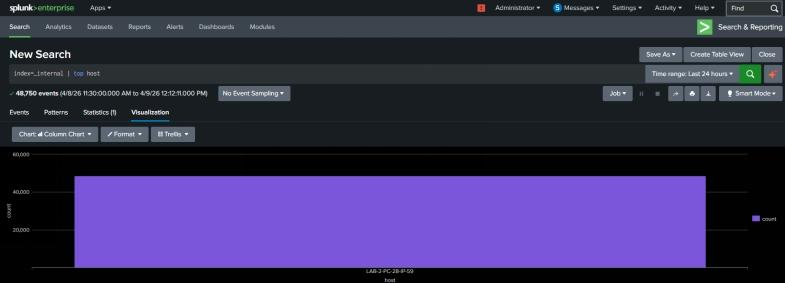 splunk>enterprise Apps ▾ ! Administrator ▾ 5 Messages ▾ Settings ▾ Activity ▾ Help ▾ Find
Search Analytics Datasets Reports Alerts Dashboards Modules > Search & Reporting
New Search Save As ▾ Create Table View Close
index=_internal | top host Time range: Last 24 hours ▾
✓ 48,750 events (4/8/26 11:30:00.000 AM to 4/9/26 12:12:11.000 PM) No Event Sampling ▾ Job ▾ Smart Mode ▾
Events Patterns Statistics (1) Visualization
Chart: Column Chart ▾ Format ▾ Trellis ▾
60,000
40,000
count
count
20,000
LAB-2-PC-28-IP-59
host